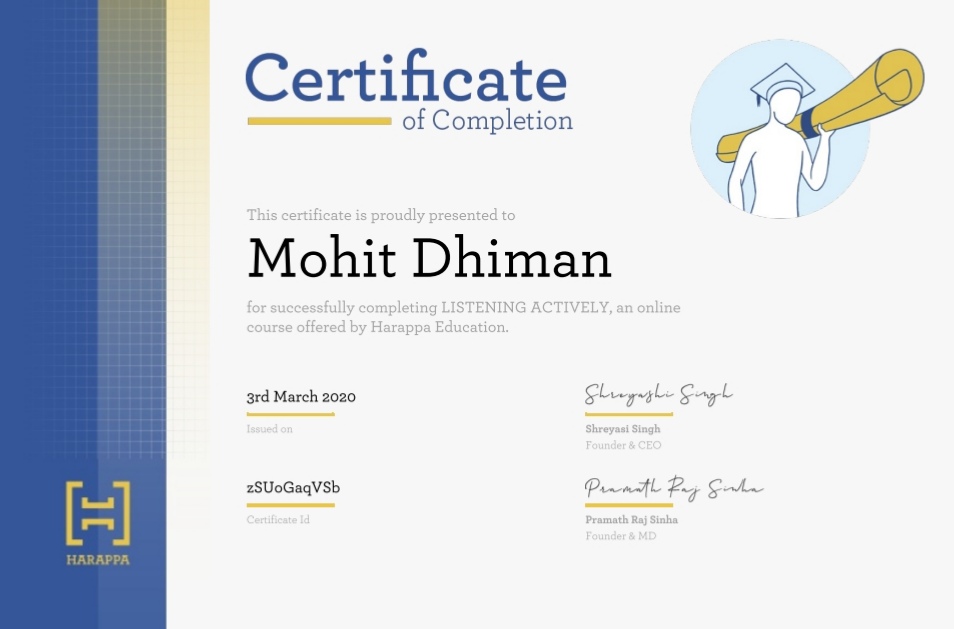 Certificate
of Completion
This certificate is proudly presented to
Mohit Dhiman
for successfully completing LISTENING ACTIVELY, an online
course offered by Harappa Education.
3rd March 2020
Issued on
Shreyashi Singh
Shreyasi Singh
Founder & CEO
zSUoGaqVSb
Certificate Id
Pramath Raj Sinha
Pramath Raj Sinha
Founder & MD
HARAPPA